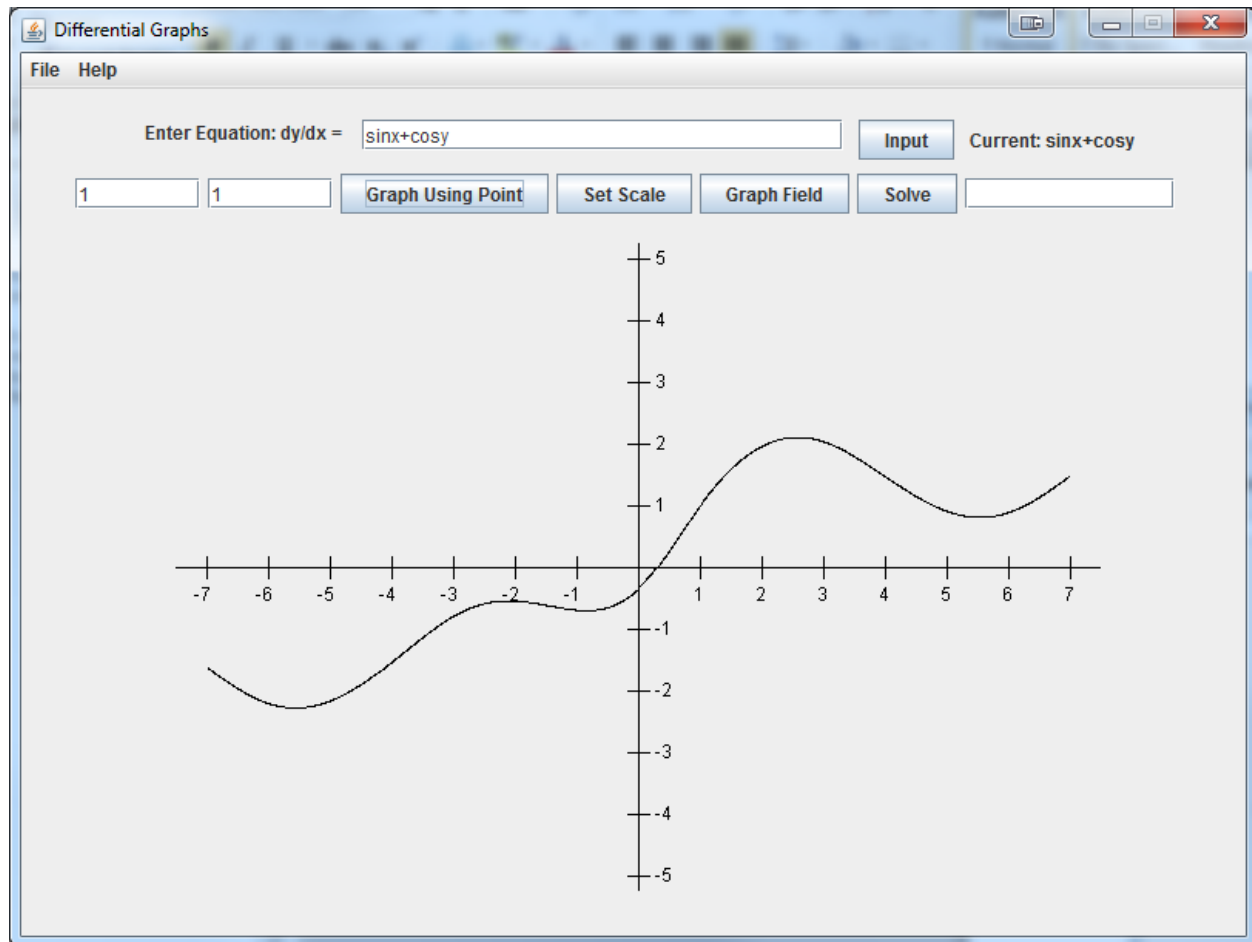 Differential Graphs
File Help
Enter Equation: dy/dx = sinx+cosy Input Current: sinx+cosy
1 1 Graph Using Point Set Scale Graph Field Solve
5
4
3
2
1
-7 -6 -5 -4 -3 -2 -1 1 2 3 4 5 6 7
-1
-2
-3
-4
-5